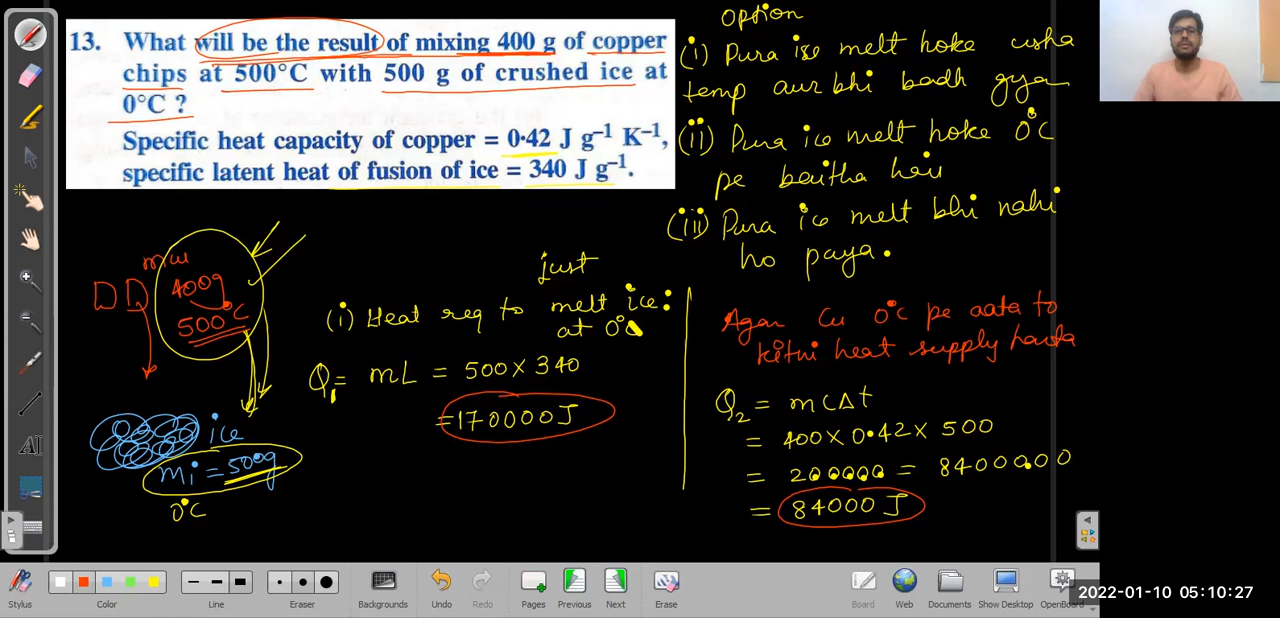 13. What will be the result of mixing 400 g of copper
chips at 500°C with 500 g of crushed ice at
0°C ?
Specific heat capacity of copper = 0·42 J g⁻¹ K⁻¹,
specific latent heat of fusion of ice = 340 J g⁻¹.
option
(i) Pura ise melt hoke uska
temp aur bhi badh gya
(ii) Pura ice melt hoke 0°C
pe baitha hai
(iii) Pura ice melt bhi nahi
ho paya.
DD
400g
500°C
ice
mi = 500g
0°C
just
(i) Heat req to melt ice:
at 0°C
Q₁ = mL = 500 × 340
= 170000 J
Agar Cu 0°C pe aata to
kitni heat supply karta
Q₂ = mCΔt
= 400 × 0.42 × 500
= 200000 = 84000.00
= 84000 J
Stylus
Color
Line
Eraser
Backgrounds
Undo
Redo
Pages
Previous
Next
Erase
Board
Web
Documents
Show Desktop
OpenBoard
2022-01-10 05:10:27